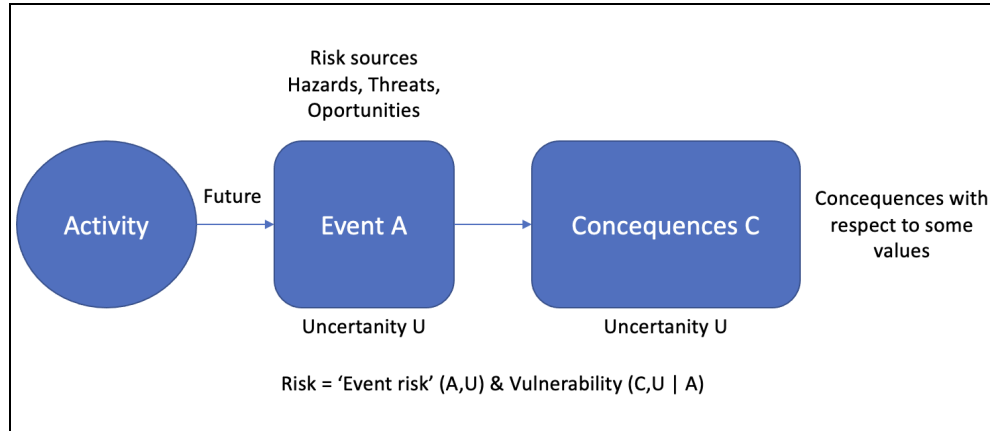 Risk sources
Hazards, Threats,
Oportunities
Activity
Future
Event A
Concequences C
Concequences with
respect to some
values
Uncertanity U
Uncertanity U
Risk = ‘Event risk’ (A,U) & Vulnerability (C,U | A)